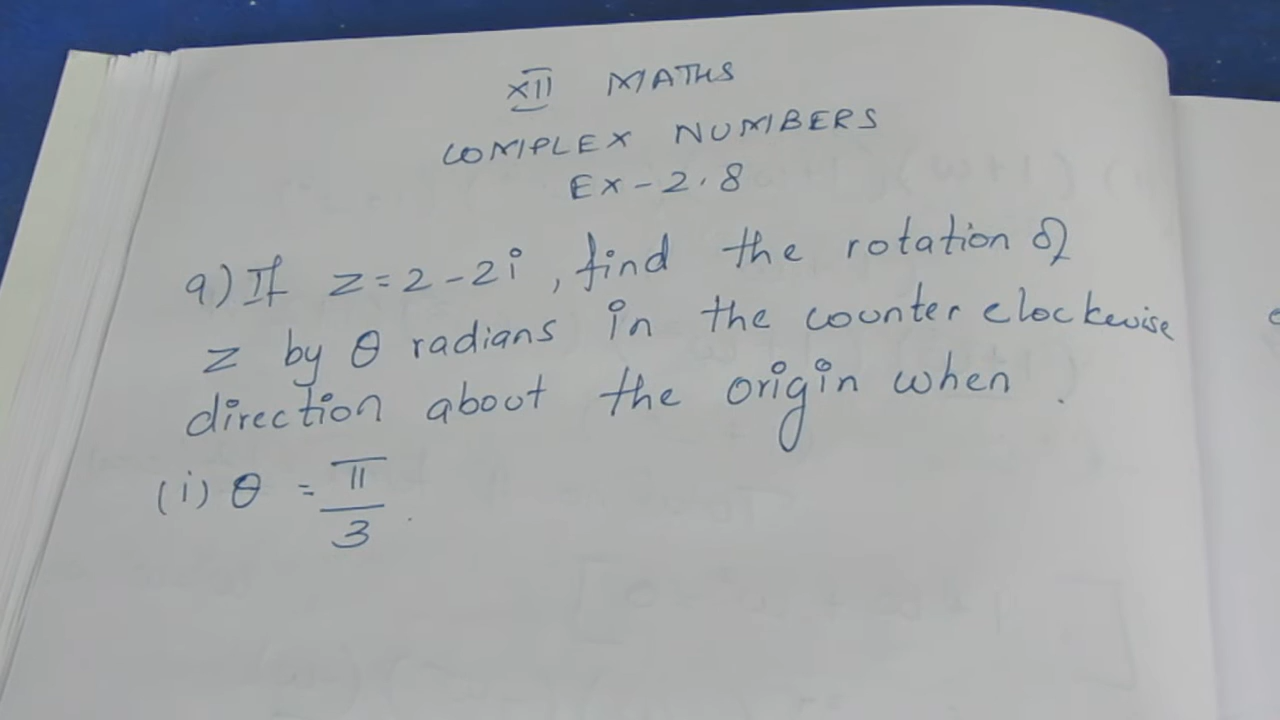 XII MATHS
COMPLEX NUMBERS
Ex-2.8
9) If z=2-2i, find the rotation of
z by θ radians in the counter clockwise
direction about the origin when.
(i) θ = π/3.